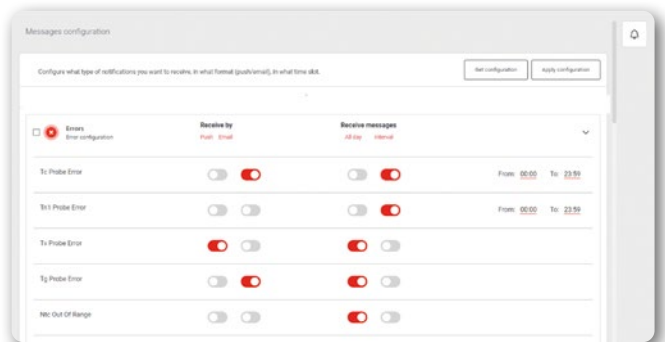 Messages configuration
Configure what type of notifications you want to receive, in what format (push/email), in what time slot.
Get configuration
Apply configuration
Errors
Error configuration
Receive by
Push Email
Receive messages
All day Interval
Tc Probe Error
From: 00:00 To: 23:59
Probe Error
From: 00:00 To: 23:59
Probe Error
Tg Probe Error
Ntc Out Of Range